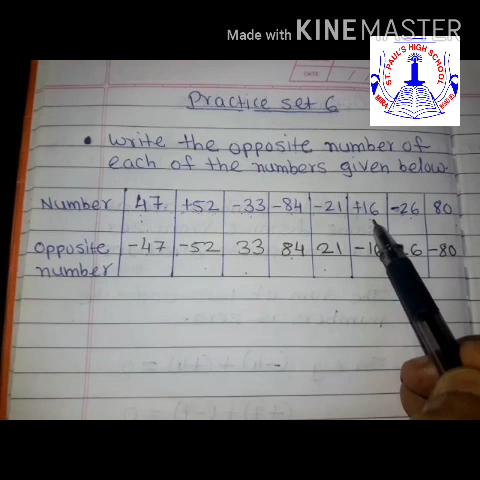 Made with KINEMASTER
ST. PAUL'S HIGH SCHOOL
DATE
Practice set 6
• Write the opposite number of
each of the numbers given below
Number 47 +52 -33 -84 -21 +16 -26 80
Opposite number -47 -52 33 84 21 -16 26 -80